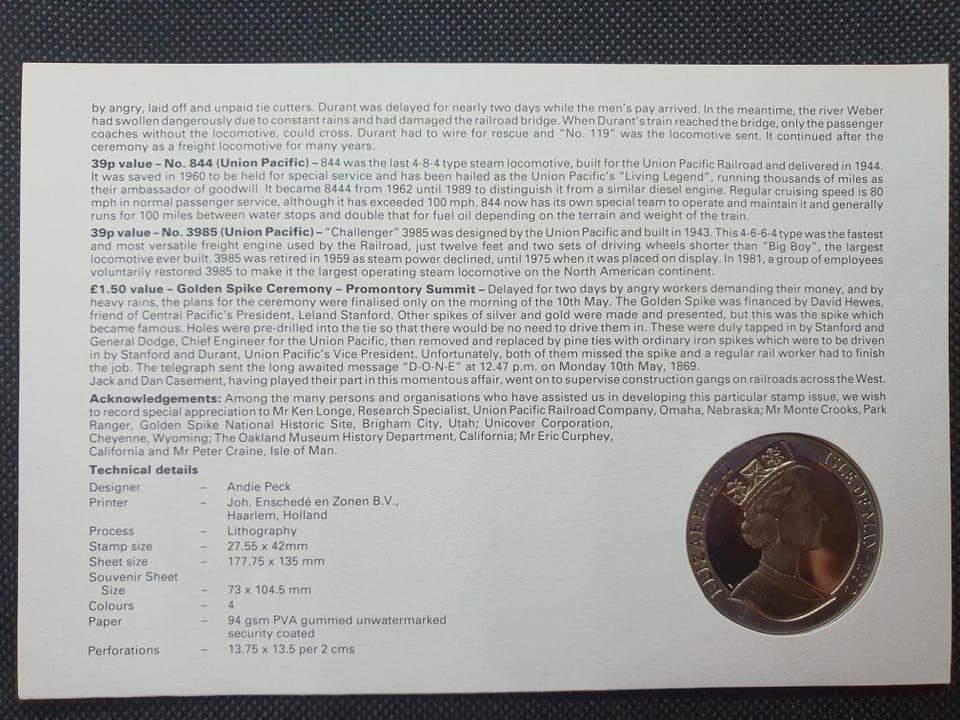 by angry, laid off and unpaid tie cutters. Durant was delayed for nearly two days while the men's pay arrived. In the meantime, the river Weber
had swollen dangerously due to constant rains and had damaged the railroad bridge. When Durant's train reached the bridge, only the passenger
coaches without the locomotive, could cross. Durant had to wire for rescue and "No. 119" was the locomotive sent. It continued after the
ceremony as a freight locomotive for many years.
39p value – No. 844 (Union Pacific) – 844 was the last 4-8-4 type steam locomotive, built for the Union Pacific Railroad and delivered in 1944.
It was saved in 1960 to be held for special service and has been hailed as the Union Pacific's "Living Legend", running thousands of miles as
their ambassador of goodwill. It became 8444 from 1962 until 1989 to distinguish it from a similar diesel engine. Regular cruising speed is 80
mph in normal passenger service, although it has exceeded 100 mph. 844 now has its own special team to operate and maintain it and generally
runs for 100 miles between water stops and double that for fuel oil depending on the terrain and weight of the train.
39p value – No. 3985 (Union Pacific) – "Challenger" 3985 was designed by the Union Pacific and built in 1943. This 4-6-6-4 type was the fastest
and most versatile freight engine used by the Railroad, just twelve feet and two sets of driving wheels shorter than "Big Boy", the largest
locomotive ever built. 3985 was retired in 1959 as steam power declined, until 1975 when it was placed on display. In 1981, a group of employees
voluntarily restored 3985 to make it the largest operating steam locomotive on the North American continent.
£1.50 value – Golden Spike Ceremony – Promontory Summit – Delayed for two days by angry workers demanding their money, and by
heavy rains, the plans for the ceremony were finalised only on the morning of the 10th May. The Golden Spike was financed by David Hewes,
friend of Central Pacific's President, Leland Stanford. Other spikes of silver and gold were made and presented, but this was the spike which
became famous. Holes were pre-drilled into the tie so that there would be no need to drive them in. These were duly tapped in by Stanford and
General Dodge, Chief Engineer for the Union Pacific, then removed and replaced by pine ties with ordinary iron spikes which were to be driven
in by Stanford and Durant, Union Pacific's Vice President. Unfortunately, both of them missed the spike and a regular rail worker had to finish
the job. The telegraph sent the long awaited message "D-O-N-E" at 12.47 p.m. on Monday 10th May, 1869.
Jack and Dan Casement, having played their part in this momentous affair, went on to supervise construction gangs on railroads across the West.
Acknowledgements: Among the many persons and organisations who have assisted us in developing this particular stamp issue, we wish
to record special appreciation to Mr Ken Longe, Research Specialist, Union Pacific Railroad Company, Omaha, Nebraska; Mr Monte Crooks, Park
Ranger, Golden Spike National Historic Site, Brigham City, Utah; Unicover Corporation,
Cheyenne, Wyoming; The Oakland Museum History Department, California; Mr Eric Curphey,
California and Mr Peter Craine, Isle of Man.
Technical details
Designer – Andie Peck
Printer – Joh. Enschedé en Zonen B.V.,
Haarlem, Holland
Process – Lithography
Stamp size – 27.55 x 42mm
Sheet size – 177.75 x 135 mm
Souvenir Sheet
Size – 73 x 104.5 mm
Colours – 4
Paper – 94 gsm PVA gummed unwatermarked
security coated
Perforations – 13.75 x 13.5 per 2 cms
ELIZABETH II ISLE OF MAN 1992